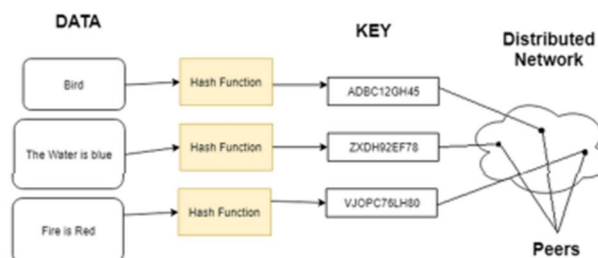 DATA
KEY
Distributed
Network
Bird
Hash Function
ADBC12GH45
The Water is blue
Hash Function
ZXDH92EF78
Fire is Red
Hash Function
VJOPC76LH80
Peers